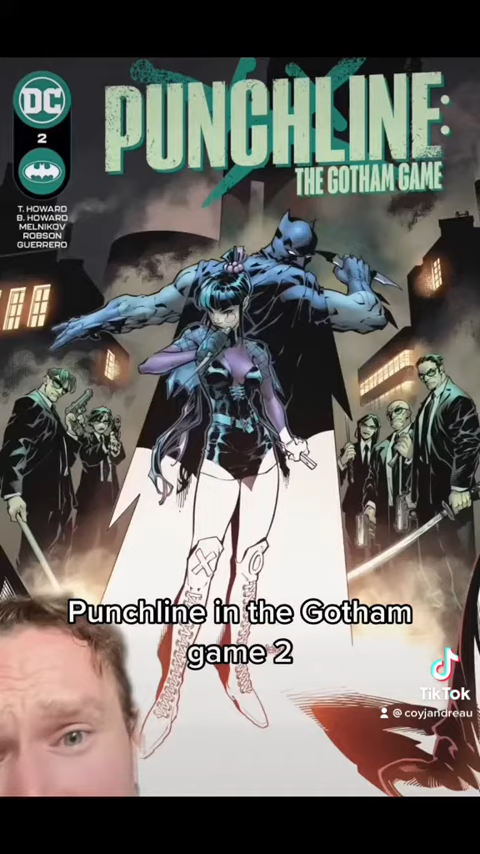 DC
2
PUNCHLINE:
THE GOTHAM GAME
T. HOWARD
B. HOWARD
MELNIKOV
ROBSON
GUERRERO
X O
Punchline in the Gotham
game 2
TikTok
@coyjandreau